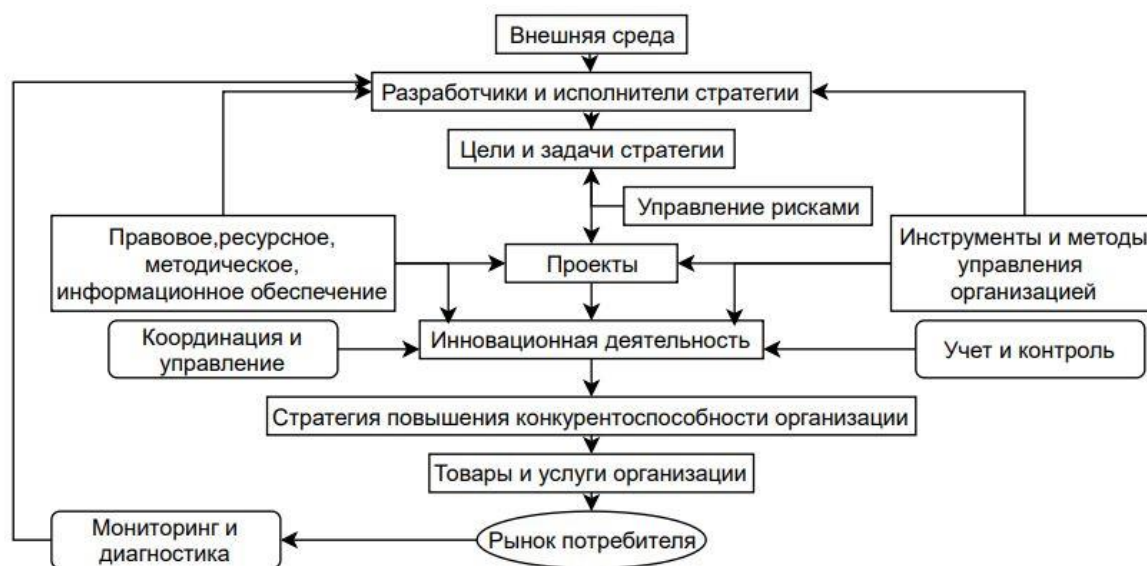 Внешняя среда
Разработчики и исполнители стратегии
Цели и задачи стратегии
Управление рисками
Правовое,ресурсное,
методическое,
информационное обеспечение
Проекты
Инструменты и методы
управления
организацией
Координация и
управление
Инновационная деятельность
Учет и контроль
Стратегия повышения конкурентоспособности организации
Товары и услуги организации
Мониторинг и
диагностика
Рынок потребителя